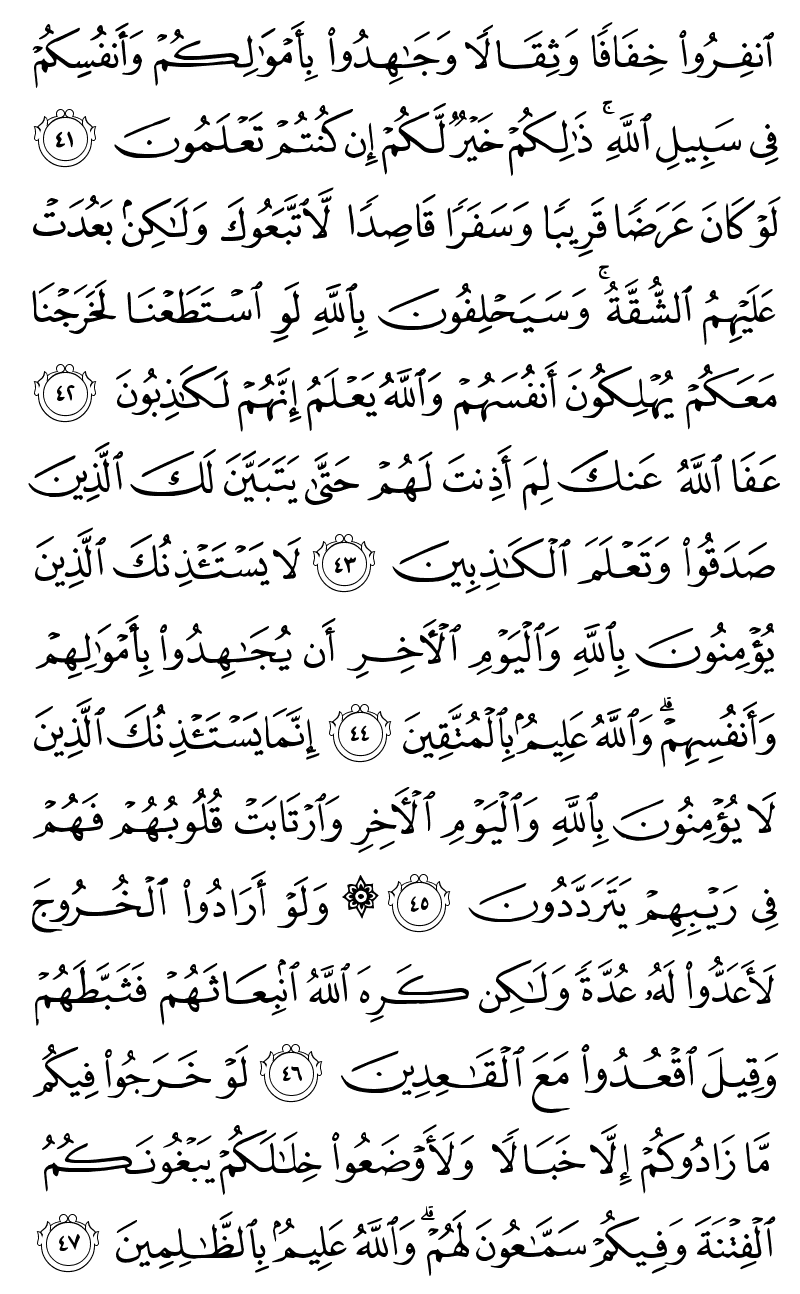 ٱنفِرُوا۟ خِفَافًا وَثِقَالًا وَجَـٰهِدُوا۟ بِأَمْوَٰلِكُمْ وَأَنفُسِكُمْ
فِى سَبِيلِ ٱللَّهِ ۚ ذَٰلِكُمْ خَيْرٌ لَّكُمْ إِن كُنتُمْ تَعْلَمُونَ ٤١
لَوْ كَانَ عَرَضًا قَرِيبًا وَسَفَرًا قَاصِدًا لَّٱتَّبَعُوكَ وَلَـٰكِنۢ بَعُدَتْ
عَلَيْهِمُ ٱلشُّقَّةُ ۚ وَسَيَحْلِفُونَ بِٱللَّهِ لَوِ ٱسْتَطَعْنَا لَخَرَجْنَا
مَعَكُمْ يُهْلِكُونَ أَنفُسَهُمْ وَٱللَّهُ يَعْلَمُ إِنَّهُمْ لَكَـٰذِبُونَ ٤٢
عَفَا ٱللَّهُ عَنكَ لِمَ أَذِنتَ لَهُمْ حَتَّىٰ يَتَبَيَّنَ لَكَ ٱلَّذِينَ
صَدَقُوا۟ وَتَعْلَمَ ٱلْكَـٰذِبِينَ ٤٣ لَا يَسْتَـْٔذِنُكَ ٱلَّذِينَ
يُؤْمِنُونَ بِٱللَّهِ وَٱلْيَوْمِ ٱلْـَٔاخِرِ أَن يُجَـٰهِدُوا۟ بِأَمْوَٰلِهِمْ
وَأَنفُسِهِمْ ۗ وَٱللَّهُ عَلِيمٌۢ بِٱلْمُتَّقِينَ ٤٤ إِنَّمَا يَسْتَـْٔذِنُكَ ٱلَّذِينَ
لَا يُؤْمِنُونَ بِٱللَّهِ وَٱلْيَوْمِ ٱلْـَٔاخِرِ وَٱرْتَابَتْ قُلُوبُهُمْ فَهُمْ
فِى رَيْبِهِمْ يَتَرَدَّدُونَ ٤٥ ۞ وَلَوْ أَرَادُوا۟ ٱلْخُرُوجَ
لَأَعَدُّوا۟ لَهُۥ عُدَّةً وَلَـٰكِن كَرِهَ ٱللَّهُ ٱنۢبِعَاثَهُمْ فَثَبَّطَهُمْ
وَقِيلَ ٱقْعُدُوا۟ مَعَ ٱلْقَـٰعِدِينَ ٤٦ لَوْ خَرَجُوا۟ فِيكُم
مَّا زَادُوكُمْ إِلَّا خَبَالًا وَلَأَوْضَعُوا۟ خِلَـٰلَكُمْ يَبْغُونَكُمُ
ٱلْفِتْنَةَ وَفِيكُمْ سَمَّـٰعُونَ لَهُمْ ۗ وَٱللَّهُ عَلِيمٌۢ بِٱلظَّـٰلِمِينَ ٤٧